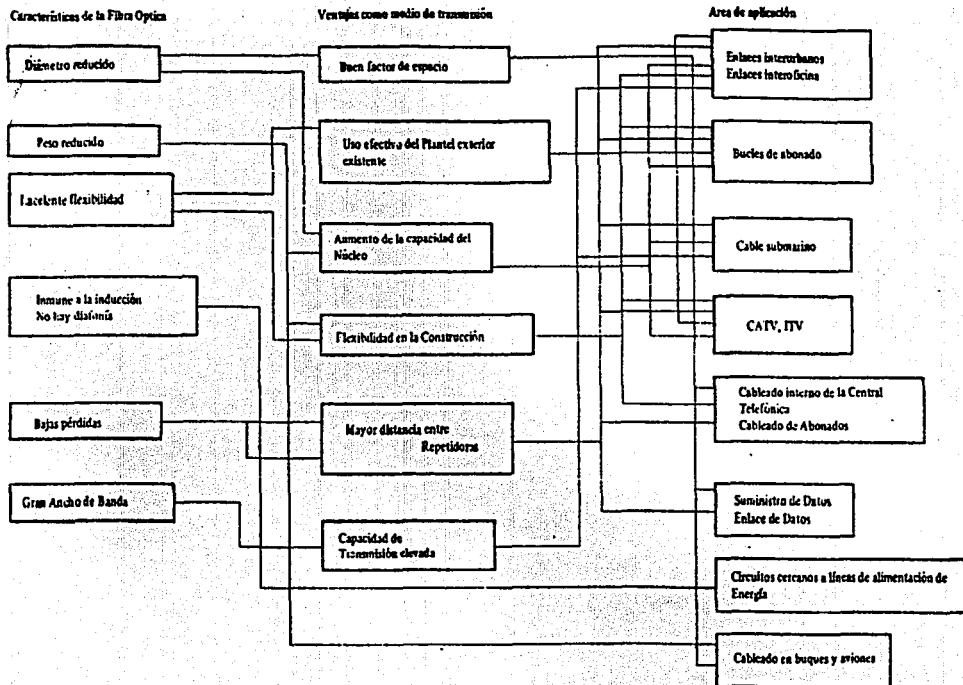 Características de la Fibra Optica
Ventajas como medio de transmisión
Area de aplicación
Diámetro reducido
Peso reducido
Excelente flexibilidad
Inmune a la inducción
No hay diafonía
Bajas pérdidas
Gran Ancho de Banda
Buen factor de espacio
Uso efectivo del Plantel exterior
existente
Aumento de la capacidad del
Núcleo
Flexibilidad en la Construcción
Mayor distancia entre
Repetidoras
Capacidad de
Transmisión elevada
Enlaces interurbanos
Enlaces interoficina
Bucles de abonado
Cable submarino
CATV, ITV
Cableado interno de la Central
Telefónica
Cableado de Abonados
Suministro de Datos
Enlace de Datos
Circuitos cercanos a líneas de alimentación de
Energía
Cableado en buques y aviones